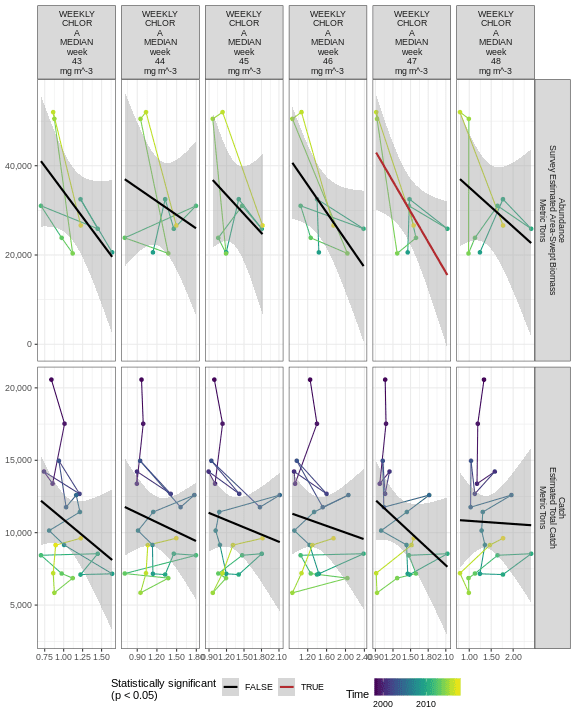 WEEKLY
CHLOR
A
MEDIAN
week
43
mg m^-3
WEEKLY
CHLOR
A
MEDIAN
week
44
mg m^-3
WEEKLY
CHLOR
A
MEDIAN
week
45
mg m^-3
WEEKLY
CHLOR
A
MEDIAN
week
46
mg m^-3
WEEKLY
CHLOR
A
MEDIAN
week
47
mg m^-3
WEEKLY
CHLOR
A
MEDIAN
week
48
mg m^-3
40,000
20,000
0
Abundance
Survey Estimated Area-Swept Biomass
Metric Tons
20,000
15,000
10,000
5,000
Catch
Estimated Total Catch
Metric Tons
0.75 1.00 1.25 1.50
0.90 1.20 1.50 1.80
0.90 1.20 1.50 1.80 2.10
1.20 1.60 2.00 2.40
0.90 1.20 1.50 1.80 2.10
1.00 1.50 2.00
Statistically significant
(p < 0.05)
FALSE
TRUE
Time
2000
2010